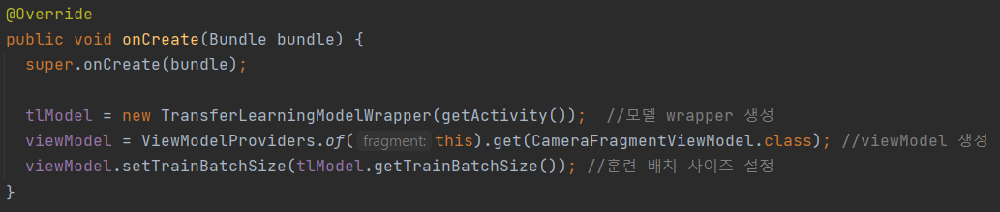 @Override
public void onCreate(Bundle bundle) {
super.onCreate(bundle);
tlModel = new TransferLearningModelWrapper(getActivity());  //모델 wrapper 생성
viewModel = ViewModelProviders.of( fragment: this).get(CameraFragmentViewModel.class); //viewModel 생성
viewModel.setTrainBatchSize(tlModel.getTrainBatchSize()); //훈련 배치 사이즈 설정
}